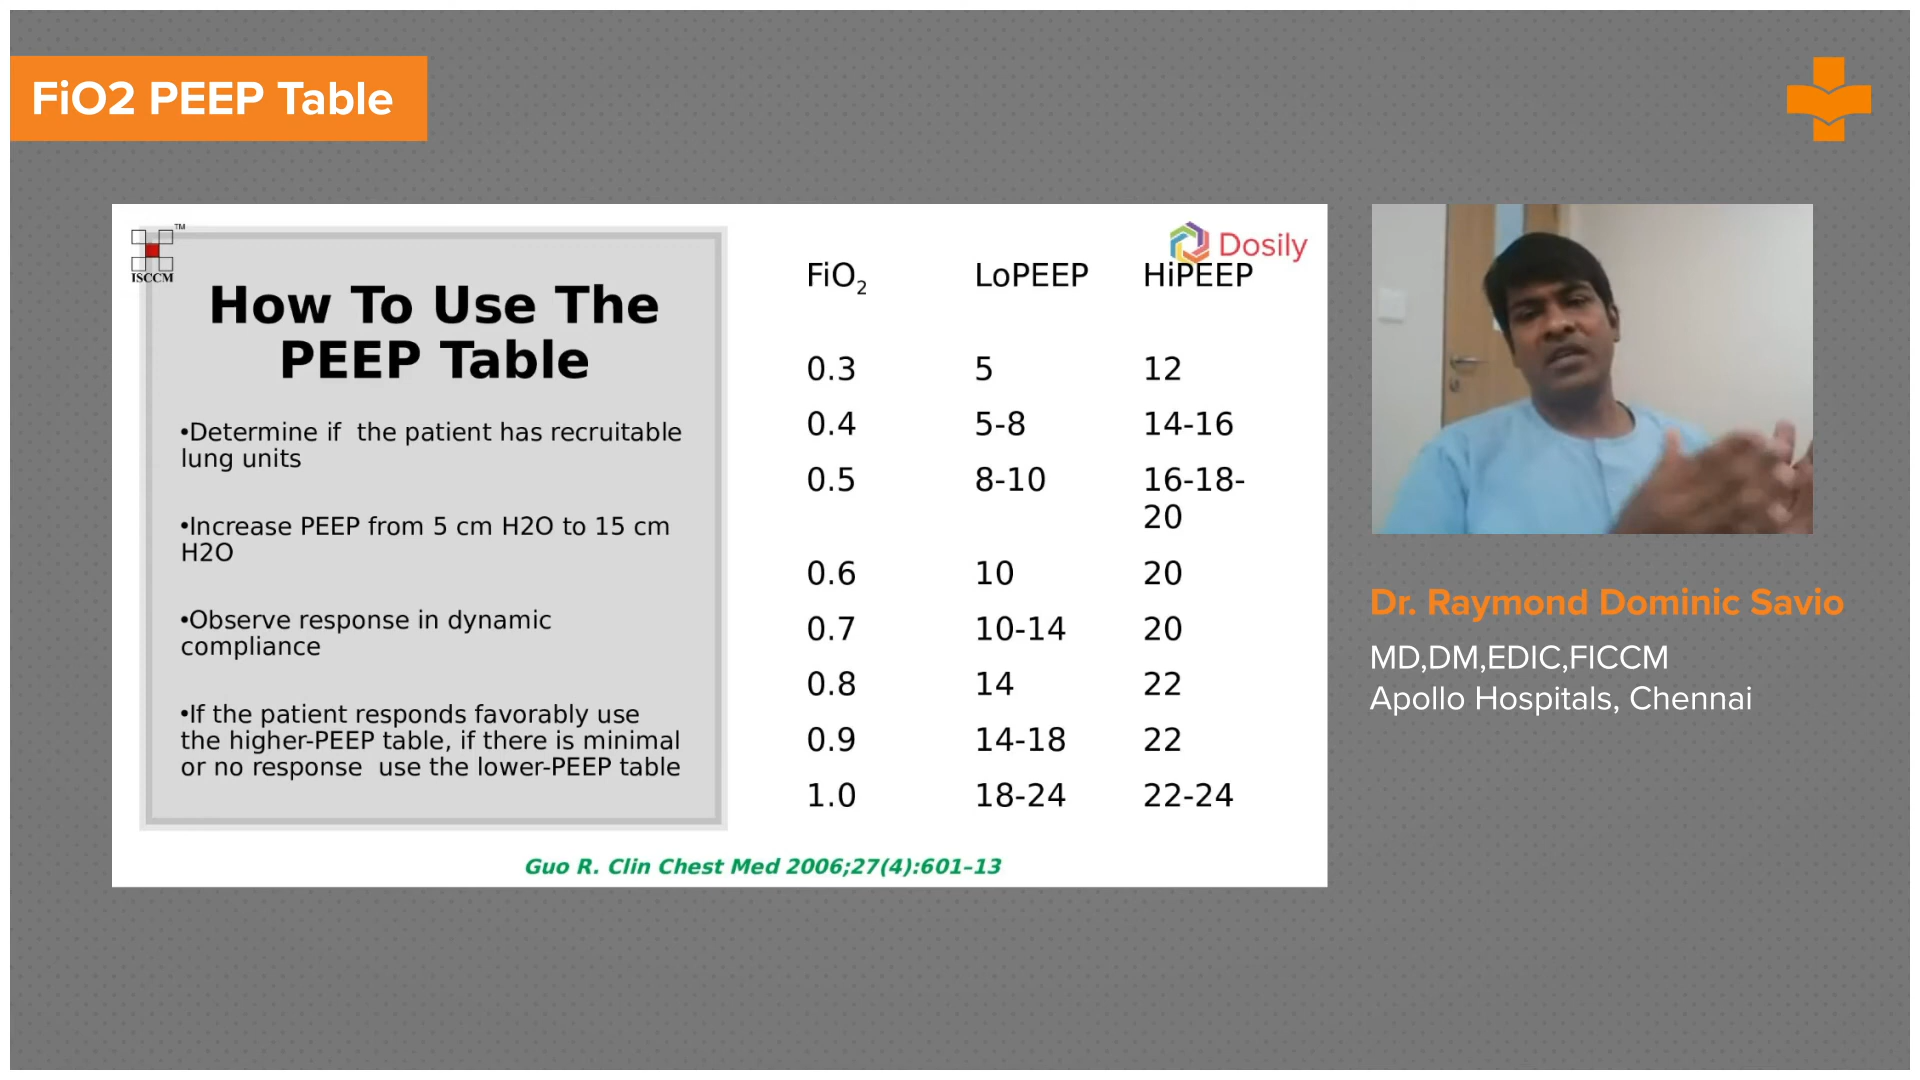 FiO2 PEEP Table
TM
ISCCM
How To Use The
PEEP Table
•Determine if  the patient has recruitable
lung units
•Increase PEEP from 5 cm H2O to 15 cm
H2O
•Observe response in dynamic
compliance
•If the patient responds favorably use
the higher-PEEP table, if there is minimal
or no response  use the lower-PEEP table
Dosily
FiO₂ LoPEEP HiPEEP
0.3 5 12
0.4 5-8 14-16
0.5 8-10 16-18-
20
0.6 10 20
0.7 10-14 20
0.8 14 22
0.9 14-18 22
1.0 18-24 22-24
Guo R. Clin Chest Med 2006;27(4):601–13
Dr. Raymond Dominic Savio
MD,DM,EDIC,FICCM
Apollo Hospitals, Chennai